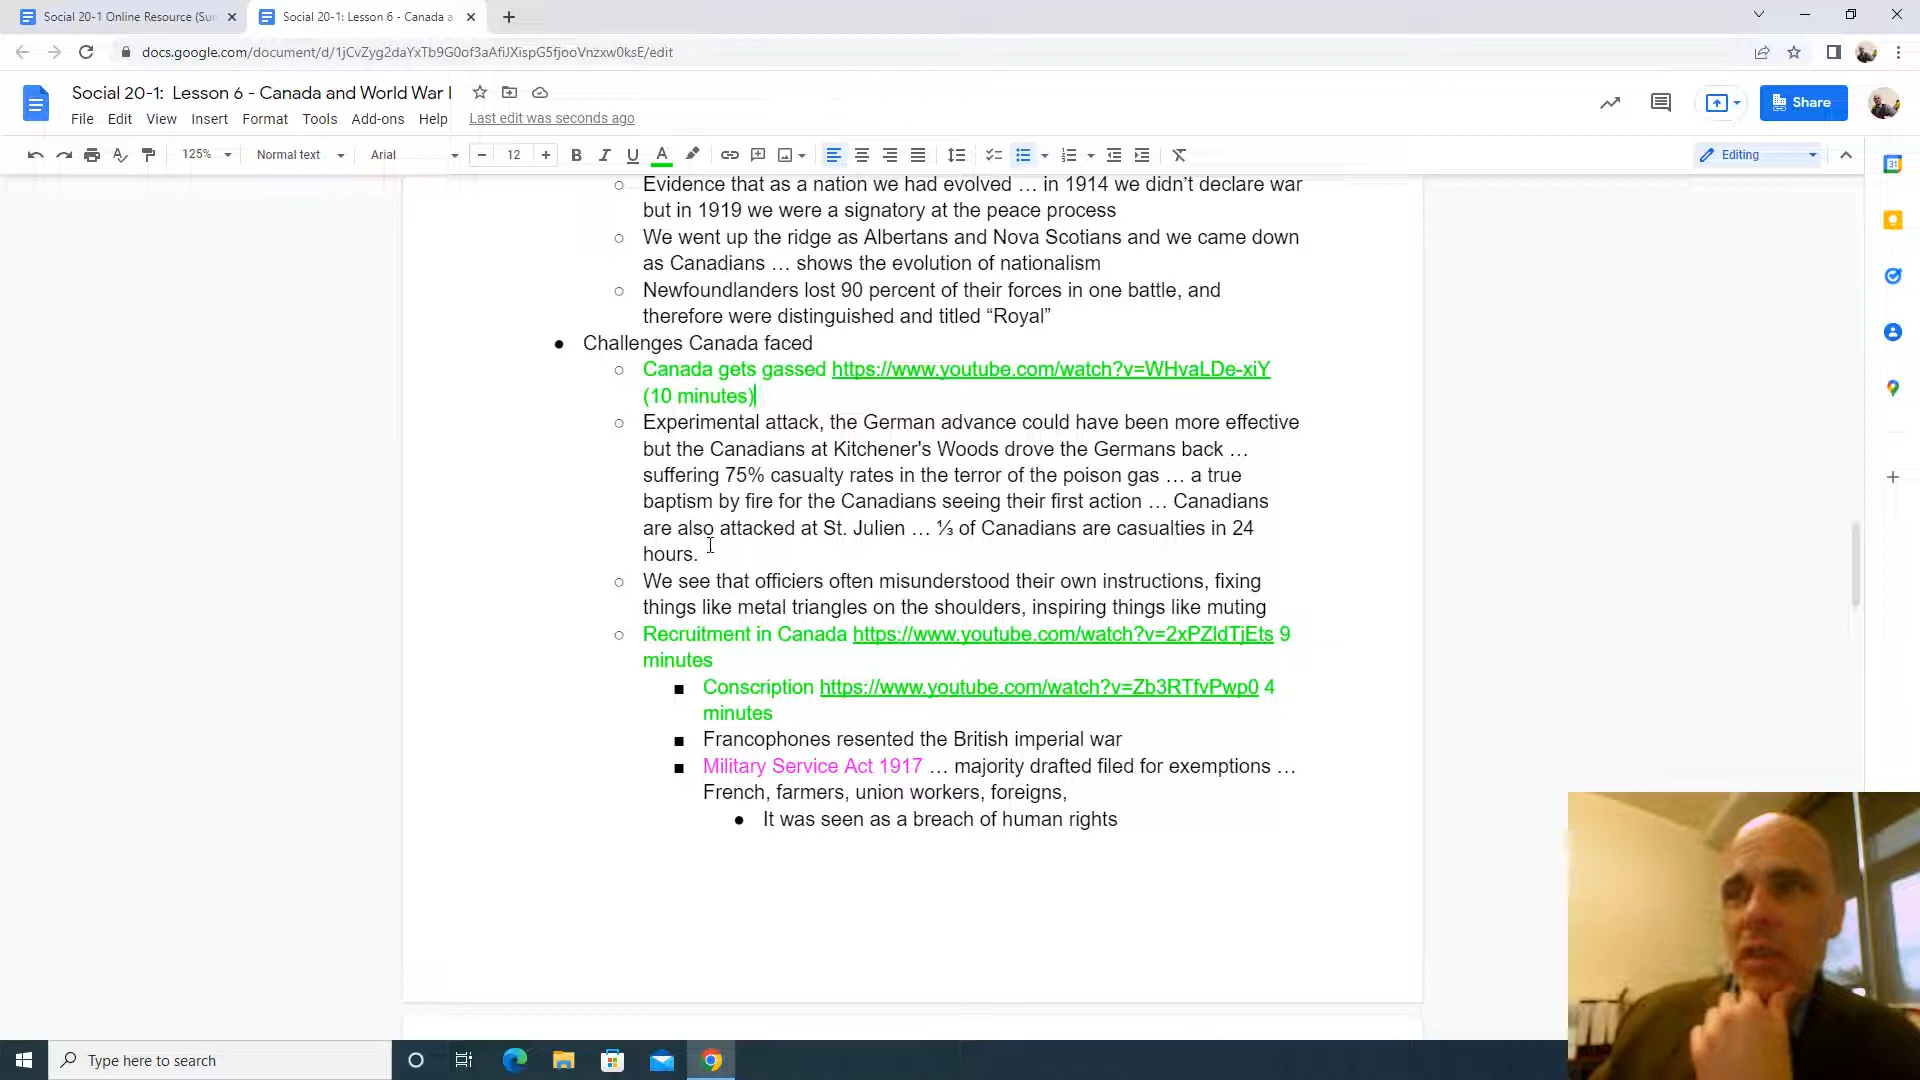 Social 20-1 Online Resource (Sur
Social 20-1: Lesson 6 - Canada a
docs.google.com/document/d/1jCvZyg2daYxTb9G0of3aAfiJXispG5fjooVnzxw0ksE/edit
Social 20-1:  Lesson 6 - Canada and World War I
File Edit View Insert Format Tools Add-ons Help Last edit was seconds ago
Share
125% Normal text Arial 12 Editing
Evidence that as a nation we had evolved … in 1914 we didn’t declare war
but in 1919 we were a signatory at the peace process
We went up the ridge as Albertans and Nova Scotians and we came down
as Canadians … shows the evolution of nationalism
Newfoundlanders lost 90 percent of their forces in one battle, and
therefore were distinguished and titled “Royal”
Challenges Canada faced
Canada gets gassed https://www.youtube.com/watch?v=WHvaLDe-xiY
(10 minutes)
Experimental attack, the German advance could have been more effective
but the Canadians at Kitchener's Woods drove the Germans back …
suffering 75% casualty rates in the terror of the poison gas … a true
baptism by fire for the Canadians seeing their first action … Canadians
are also attacked at St. Julien … ⅓ of Canadians are casualties in 24
hours.
We see that officiers often misunderstood their own instructions, fixing
things like metal triangles on the shoulders, inspiring things like muting
Recruitment in Canada https://www.youtube.com/watch?v=2xPZldTjEts 9
minutes
Conscription https://www.youtube.com/watch?v=Zb3RTfvPwp0 4
minutes
Francophones resented the British imperial war
Military Service Act 1917 … majority drafted filed for exemptions …
French, farmers, union workers, foreigns,
It was seen as a breach of human rights
Type here to search